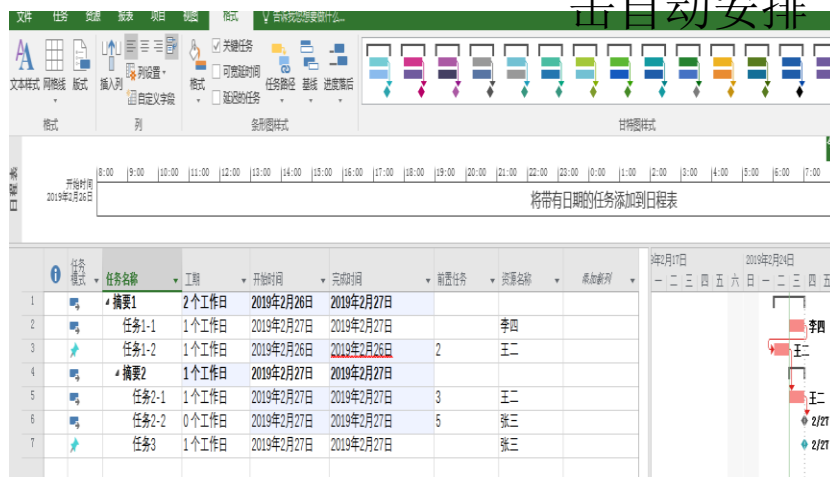 击自动安排
文件 任务 资源 报表 项目 视图 格式 告诉我您想要做什么...
文本样式 网格线 版式 插入列 列设置 自定义字段 格式 关键任务 可宽延时间 延迟的任务 任务路径 基线 进度落后
格式 列 条形图样式 甘特图样式
日程表
8:00 9:00 10:00 11:00 12:00 13:00 14:00 15:00 16:00 17:00 18:00 19:00 20:00 21:00 22:00 23:00 0:00 1:00 2:00 3:00 4:00 5:00 6:00 7:00
开始时间
2019年2月26日
将带有日期的任务添加到日程表
任务模式 任务名称 工期 开始时间 完成时间 前置任务 资源名称 添加新列
年2月17日 2019年2月24日
一 二 三 四 五 六 日 一 二 三 四 五
1 摘要1 2 个工作日 2019年2月26日 2019年2月27日
2 任务1-1 1 个工作日 2019年2月27日 2019年2月27日 李四 李四
3 任务1-2 1 个工作日 2019年2月26日 2019年2月26日 2 王二 王二
4 摘要2 1 个工作日 2019年2月27日 2019年2月27日
5 任务2-1 1 个工作日 2019年2月27日 2019年2月27日 3 王二 王二
6 任务2-2 0 个工作日 2019年2月27日 2019年2月27日 5 张三 2/27
7 任务3 1 个工作日 2019年2月27日 2019年2月27日 张三 2/27